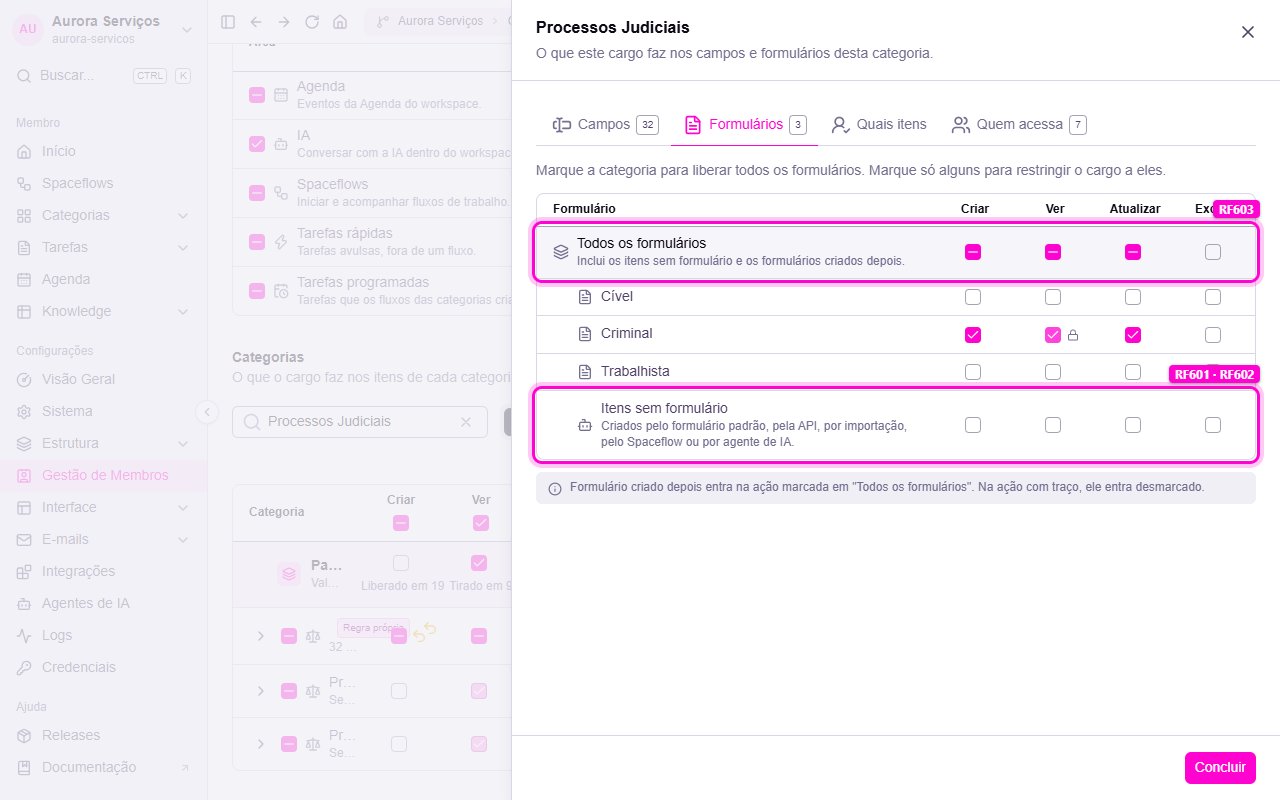 AU
Aurora Serviços
aurora-servicos
Buscar...
CTRL
K
Membro
Início
Spaceflows
Categorias
Tarefas
Agenda
Knowledge
Configurações
Visão Geral
Sistema
Estrutura
Gestão de Membros
Interface
E-mails
Integrações
Agentes de IA
Logs
Credenciais
Ajuda
Releases
Documentação
Aurora Serviços
Agenda
Eventos da Agenda do workspace.
IA
Conversar com a IA dentro do workspac
Spaceflows
Iniciar e acompanhar fluxos de trabalho.
Tarefas rápidas
Tarefas avulsas, fora de um fluxo.
Tarefas programadas
Tarefas que os fluxos das categorias cria
Categorias
O que o cargo faz nos itens de cada categori
Processos Judiciais
Categoria
Criar
Ver
Pa...
Val...
Liberado em 19
Tirado em 9
Regra própria
32 ...
Pr...
Se...
Pr...
Se...
Processos Judiciais
O que este cargo faz nos campos e formulários desta categoria.
Campos 32
Formulários 3
Quais itens
Quem acessa 7
Marque a categoria para liberar todos os formulários. Marque só alguns para restringir o cargo a eles.
Formulário
Criar
Ver
Atualizar
RF603
Todos os formulários
Inclui os itens sem formulário e os formulários criados depois.
Cível
Criminal
Trabalhista
RF601 · RF602
Itens sem formulário
Criados pelo formulário padrão, pela API, por importação,
pelo Spaceflow ou por agente de IA.
Formulário criado depois entra na ação marcada em "Todos os formulários". Na ação com traço, ele entra desmarcado.
Concluir